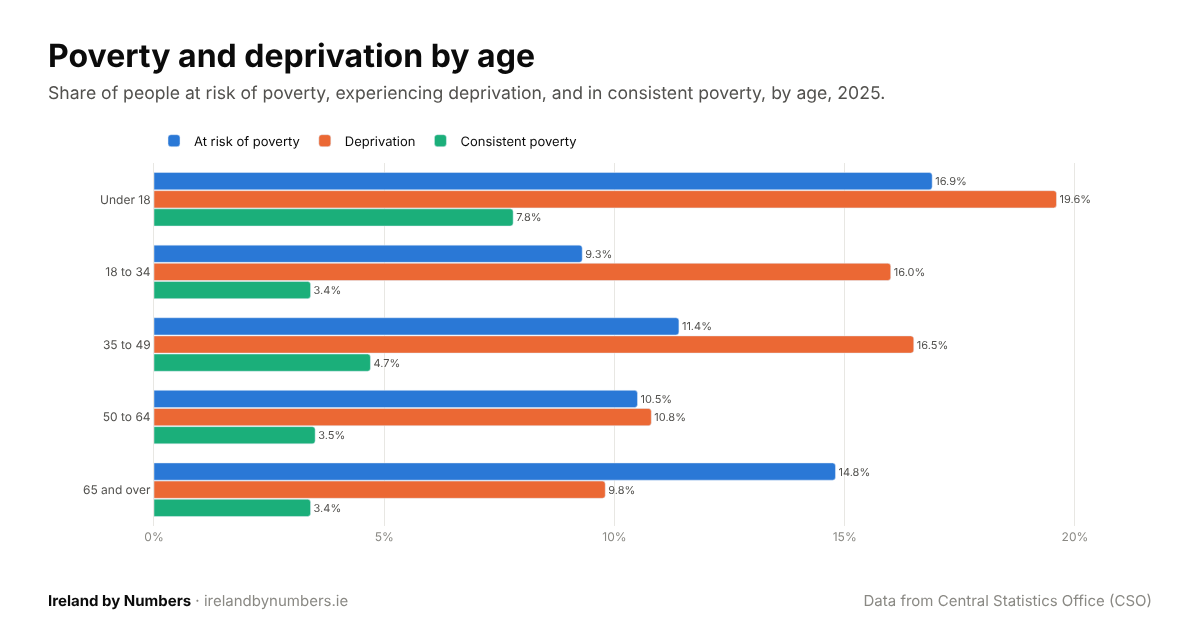 Poverty and deprivation by age
Share of people at risk of poverty, experiencing deprivation, and in consistent poverty, by age, 2025.
At risk of poverty Deprivation Consistent poverty
16.9%
Under 18 19.6%
7.8%
9.3%
18 to 34 16.0%
3.4%
11.4%
35 to 49 16.5%
4.7%
10.5%
50 to 64 10.8%
3.5%
14.8%
65 and over 9.8%
3.4%
0% 5% 10% 15% 20%
Ireland by Numbers · irelandbynumbers.ie Data from Central Statistics Office (CSO)